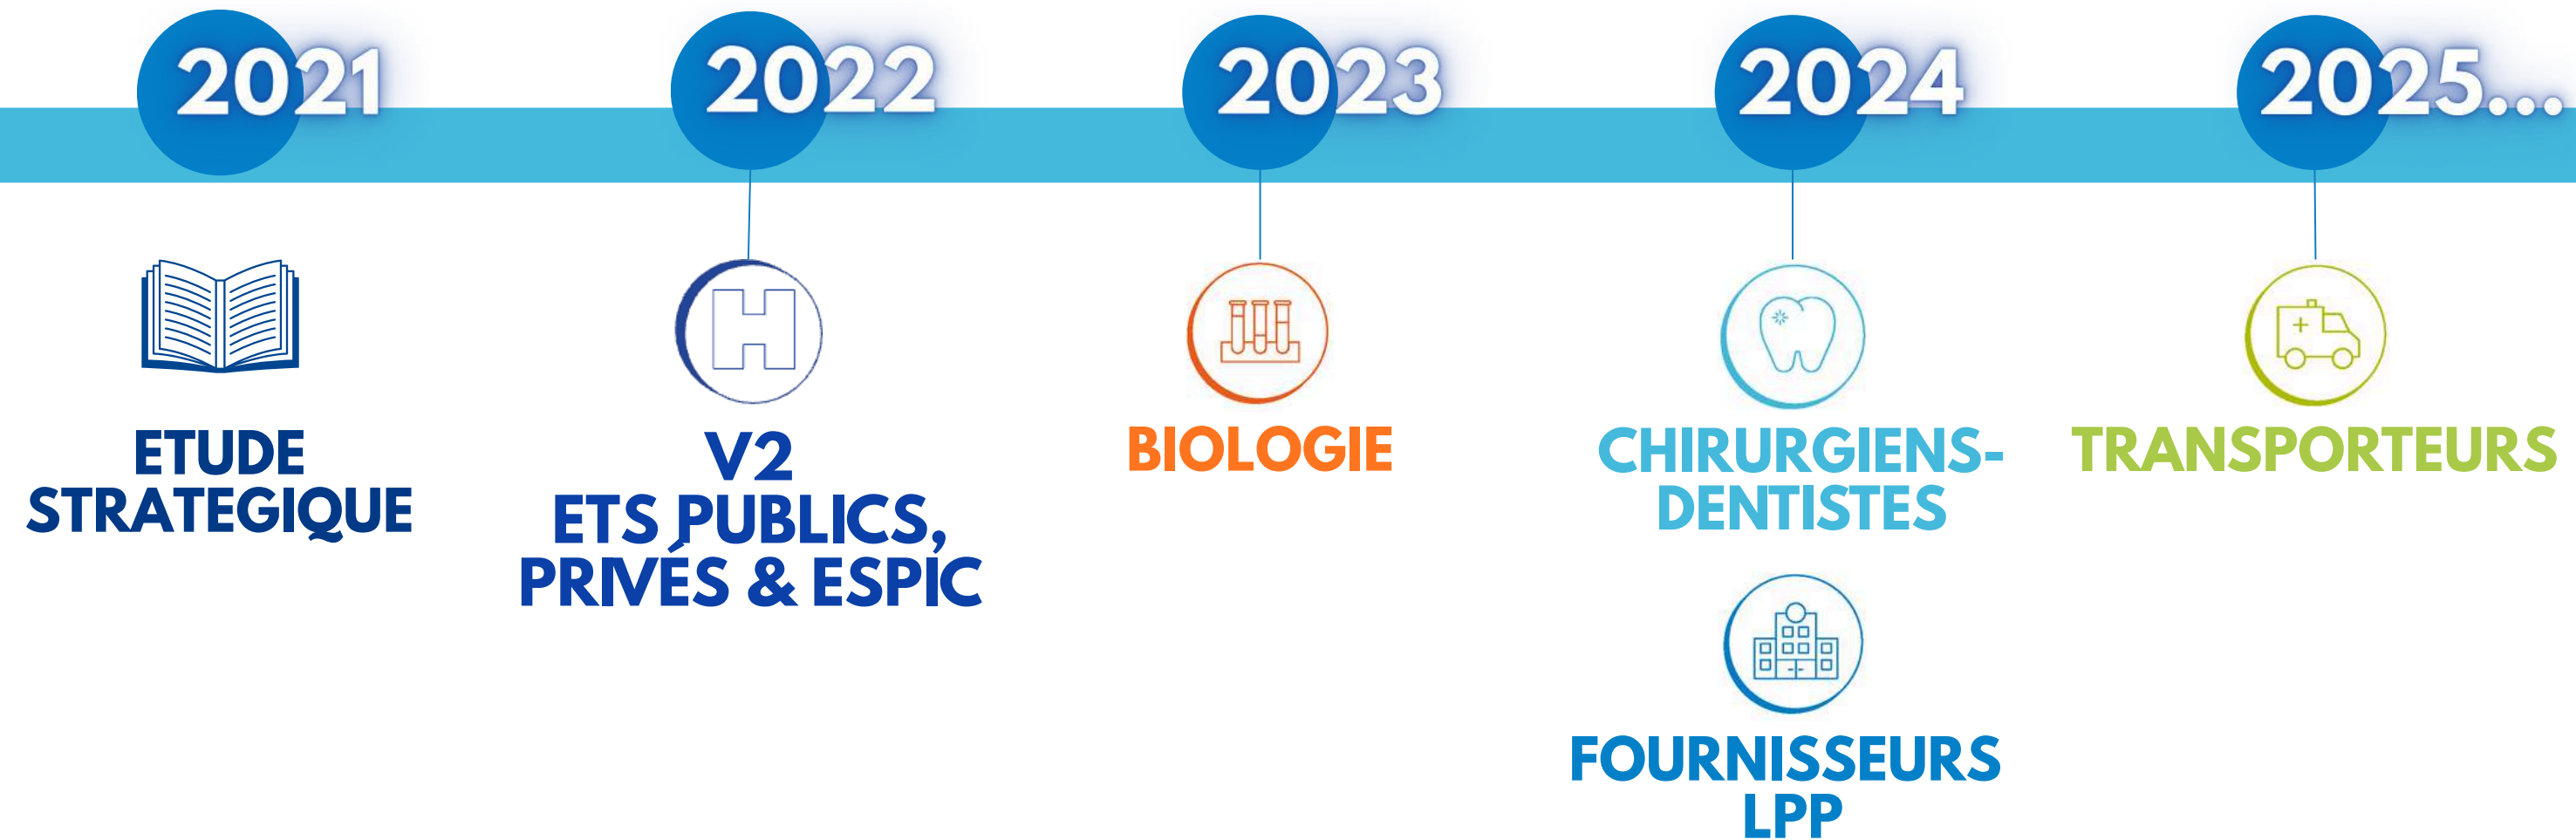 2021
2022
2023
2024
2025...
ETUDE
STRATEGIQUE
V2
ETS PUBLICS,
PRIVÉS & ESPIC
BIOLOGIE
CHIRURGIENS-
DENTISTES
FOURNISSEURS
LPP
TRANSPORTEURS